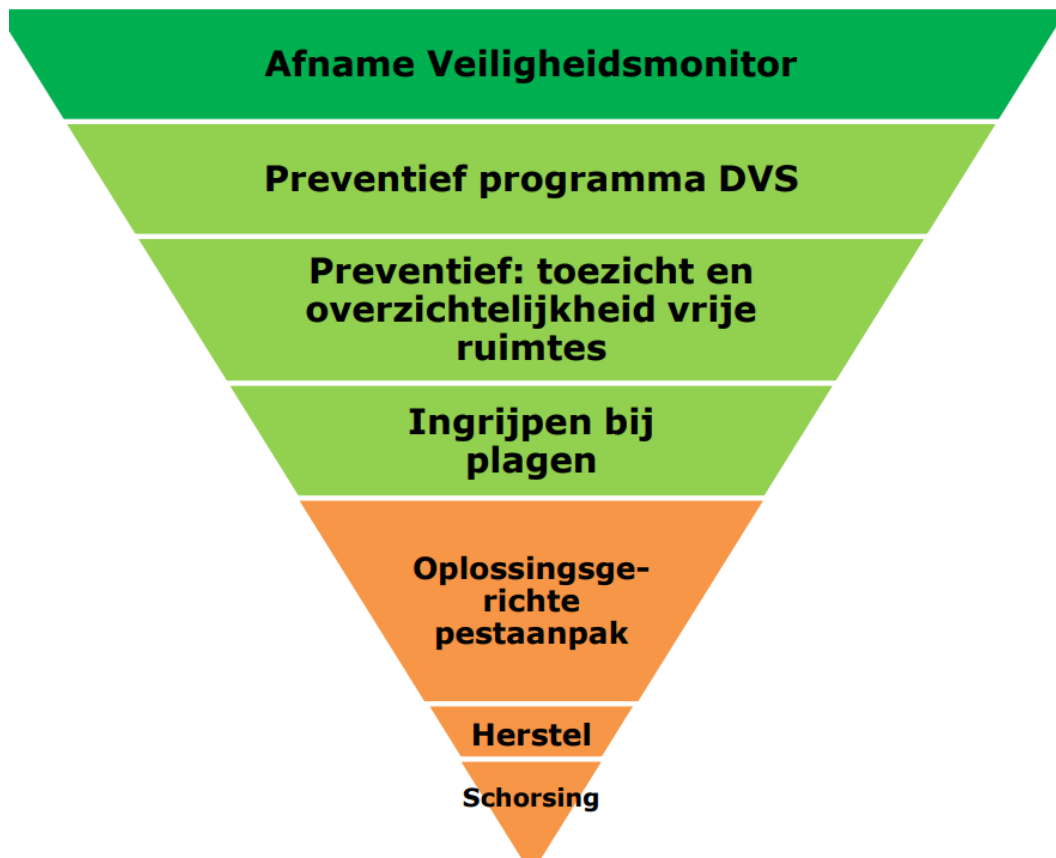 Afname Veiligheidsmonitor
Preventief programma DVS
Preventief: toezicht en
overzichtelijkheid vrije
ruimtes
Ingrijpen bij
plagen
Oplossingsge-
richte
pestaanpak
Herstel
Schorsing